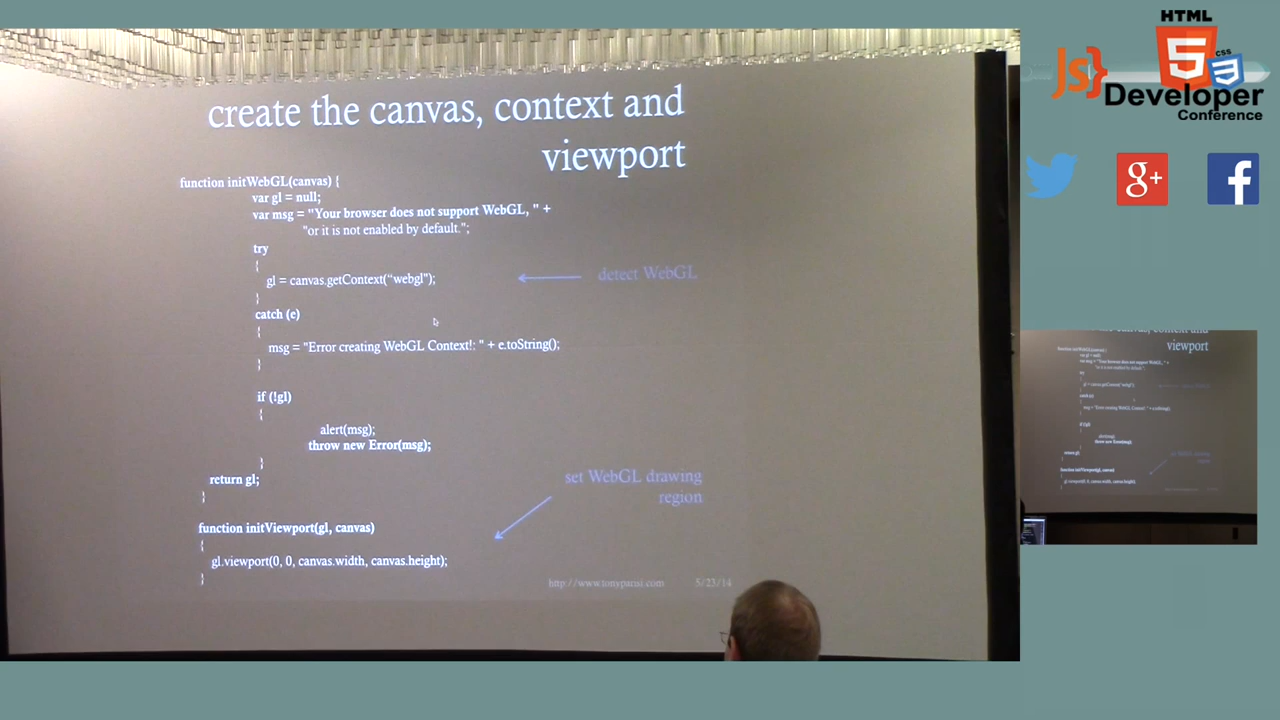 create the canvas, context and
viewport
function initWebGL(canvas) {
var gl = null;
var msg = "Your browser does not support WebGL, " +
"or it is not enabled by default.";
try
{
gl = canvas.getContext("webgl");
}
catch (e)
{
msg = "Error creating WebGL Context!: " + e.toString();
}
if (!gl)
{
alert(msg);
throw new Error(msg);
}
return gl;
}
function initViewport(gl, canvas)
{
gl.viewport(0, 0, canvas.width, canvas.height);
}
detect WebGL
set WebGL drawing
region
http://www.tonyparisi.com 5/23/14
HTML
JS} 5 CSS 3
Developer
Conference
g+
f
viewport